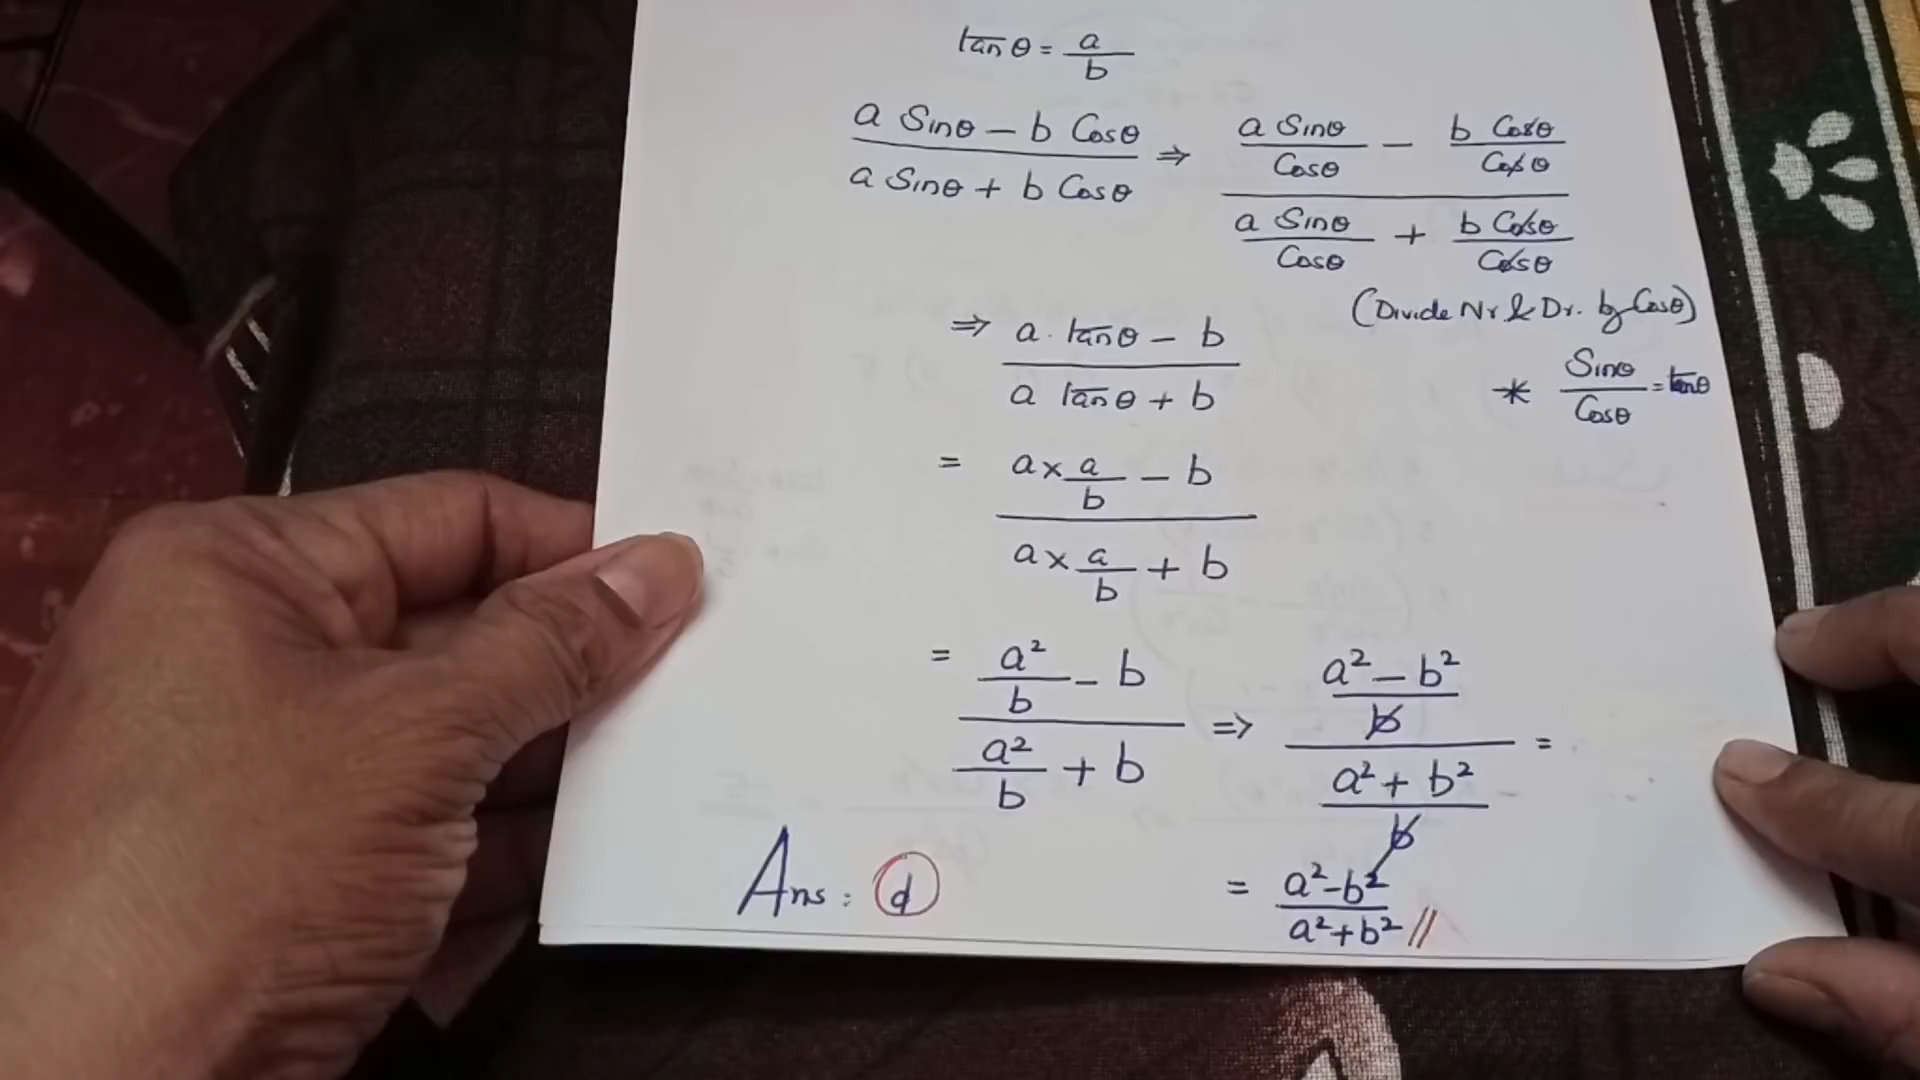 tanθ = a/b
a Sinθ − b Cosθ / a Sinθ + b Cosθ ⇒ a Sinθ/Cosθ − b Cosθ/Cosθ / a Sinθ/Cosθ + b Cosθ/Cosθ
(Divide Nr & Dr. by Cosθ)
⇒ a · tanθ − b / a tanθ + b
* Sinθ/Cosθ = tanθ
= a × a/b − b / a × a/b + b
= a²/b − b / a²/b + b ⇒ a² − b²/b / a² + b²/b =
= a²−b²/a²+b² //
Ans : d